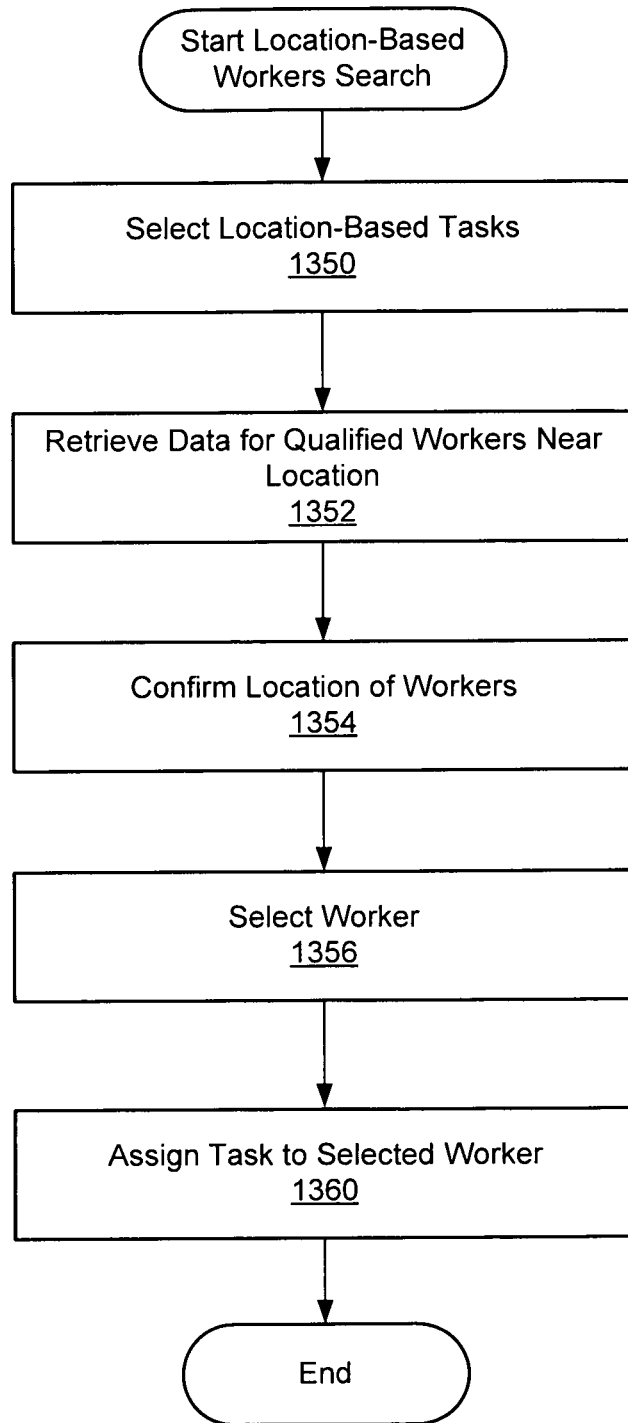 Start Location-Based
Workers Search
Select Location-Based Tasks
1350
Retrieve Data for Qualified Workers Near
Location
1352
Confirm Location of Workers
1354
Select Worker
1356
Assign Task to Selected Worker
1360
End